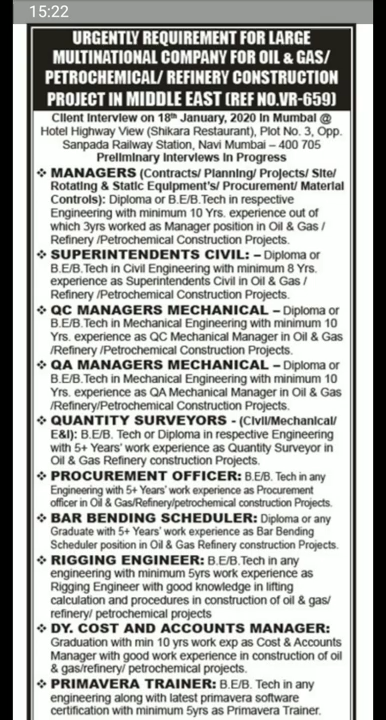 15:22
URGENTLY REQUIREMENT FOR LARGE
MULTINATIONAL COMPANY FOR OIL & GAS/
PETROCHEMICAL/ REFINERY CONSTRUCTION
PROJECT IN MIDDLE EAST (REF NO.VR-659)
Client Interview on 18th January, 2020 In Mumbai @
Hotel Highway View (Shikara Restaurant), Plot No. 3, Opp.
Sanpada Railway Station, Navi Mumbai – 400 705
Preliminary Interviews In Progress
❖ MANAGERS (Contracts/ Planning/ Projects/ Site/
Rotating & Static Equipment's/ Procurement/ Material
Controls): Diploma or B.E/B.Tech in respective
Engineering with minimum 10 Yrs. experience out of
which 3yrs worked as Manager position in Oil & Gas /
Refinery /Petrochemical Construction Projects.
❖ SUPERINTENDENTS CIVIL: – Diploma or
B.E/B.Tech in Civil Engineering with minimum 8 Yrs.
experience as Superintendents Civil in Oil & Gas /
Refinery /Petrochemical Construction Projects.
❖ QC MANAGERS MECHANICAL – Diploma or
B.E/B.Tech in Mechanical Engineering with minimum 10
Yrs. experience as QC Mechanical Manager in Oil & Gas
/Refinery /Petrochemical Construction Projects.
❖ QA MANAGERS MECHANICAL – Diploma or
B.E/B.Tech in Mechanical Engineering with minimum 10
Yrs. experience as QA Mechanical Manager in Oil & Gas
/Refinery/Petrochemical Construction Projects.
❖ QUANTITY SURVEYORS - (Civil/Mechanical/
E&I): B.E/B. Tech or Diploma in respective Engineering
with 5+ Years' work experience as Quantity Surveyor in
Oil & Gas Refinery construction Projects.
❖ PROCUREMENT OFFICER: B.E/B. Tech in any
Engineering with 5+ Years' work experience as Procurement
officer in Oil & Gas/Refinery/petrochemical construction Projects.
❖ BAR BENDING SCHEDULER: Diploma or any
Graduate with 5+ Years' work experience as Bar Bending
Scheduler position in Oil & Gas Refinery construction Projects.
❖ RIGGING ENGINEER: B.E/B.Tech in any
engineering with minimum 5yrs work experience as
Rigging Engineer with good knowledge in lifting
calculation and procedures in construction of oil & gas/
refinery/ petrochemical projects
❖ DY. COST AND ACCOUNTS MANAGER:
Graduation with min 10 yrs work exp as Cost & Accounts
Manager with good work experience in construction of oil
& gas/refinery/ petrochemical projects.
❖ PRIMAVERA TRAINER: B.E/B. Tech in any
engineering along with latest primavera software
certification with minimum 5yrs as Primavera Trainer.